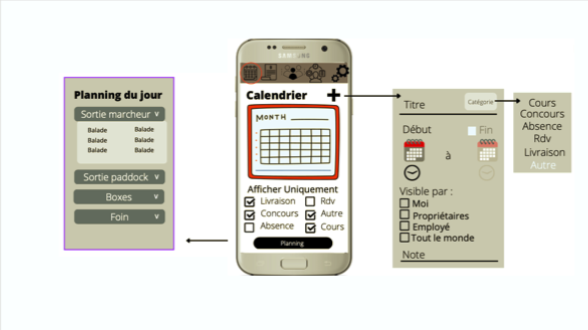 Planning du jour
Sortie marcheur v
Balade Balade
Balade Balade
Balade Balade
Sortie paddock v
Boxes v
Foin v
SAMSUNG
Calendrier +
MONTH
Afficher Uniquement
Livraison Rdv
Concours Autre
Absence Cours
Planning
Titre Catégorie
Début Fin
à
Visible par :
Moi
Propriétaires
Employé
Tout le monde
Note
Cours
Concours
Absence
Rdv
Livraison
Autre